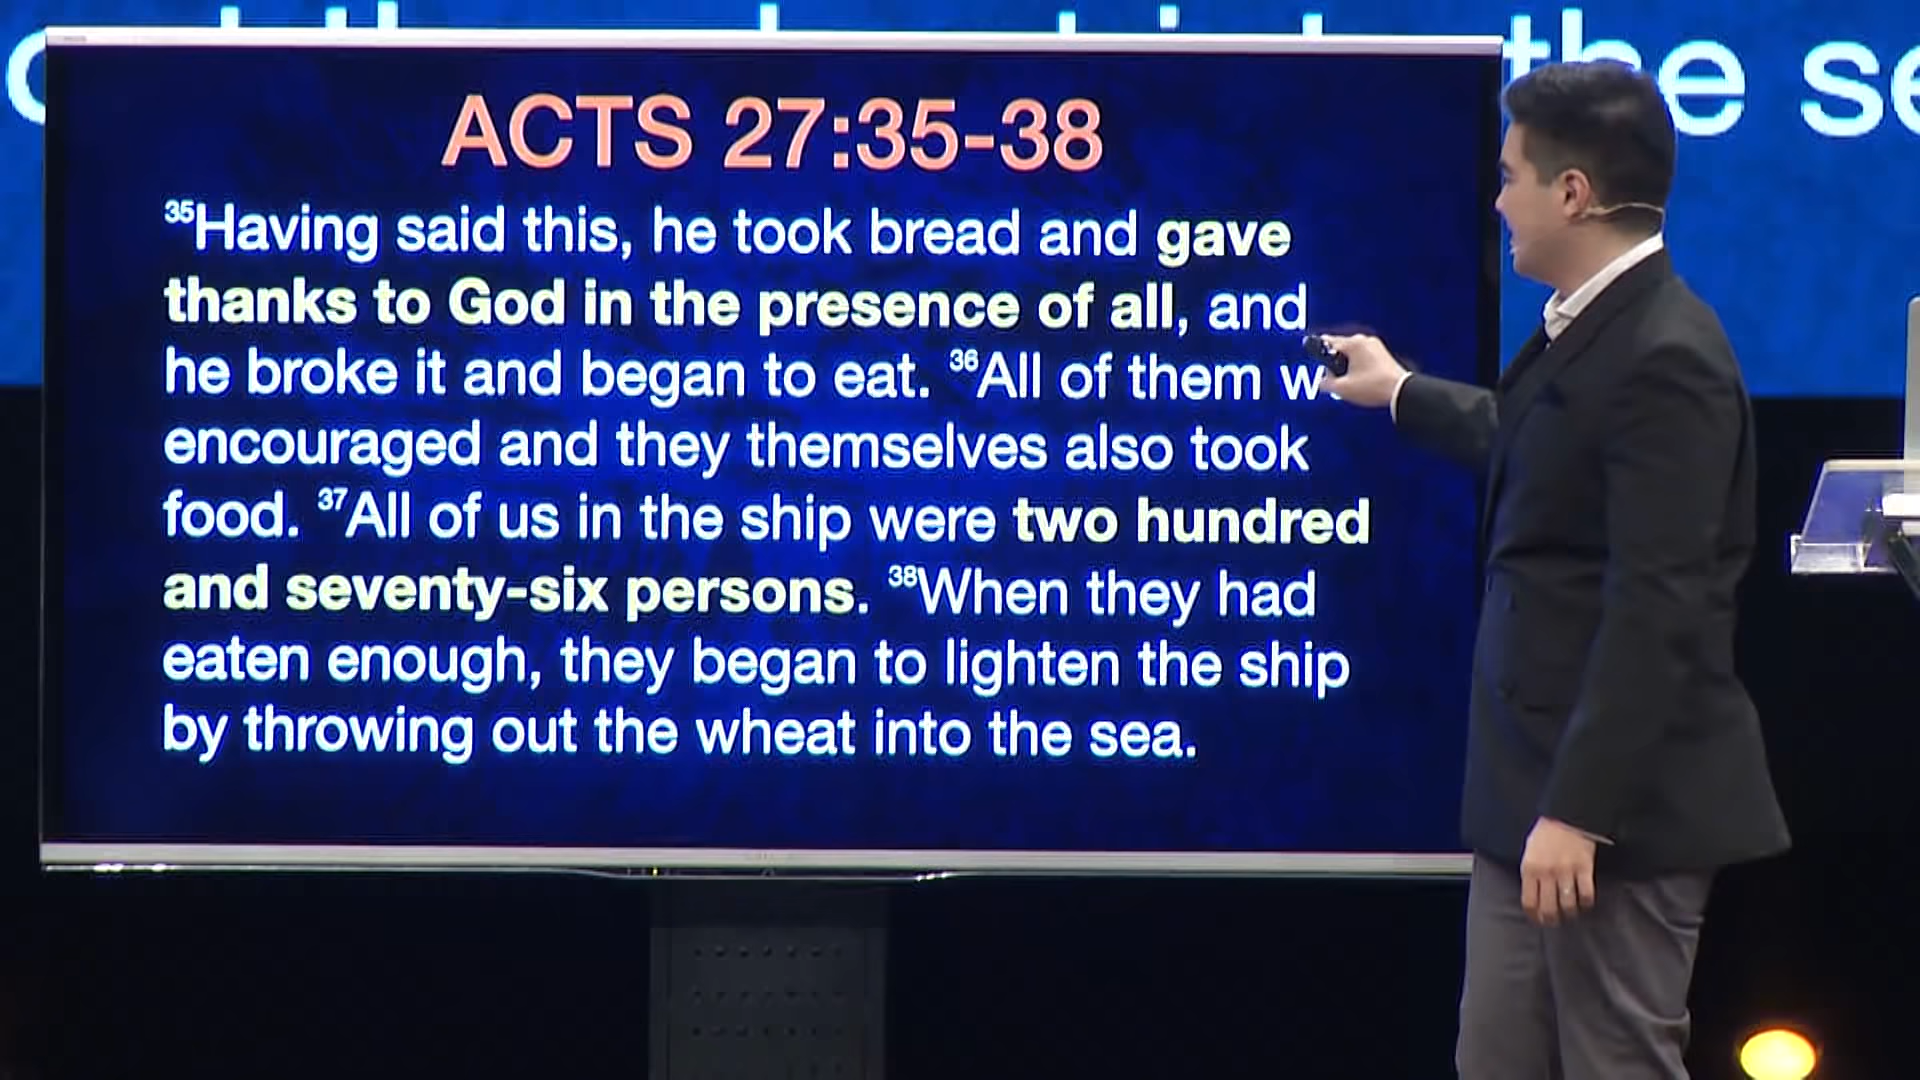 ACTS 27:35-38
³⁵Having said this, he took bread and gave
thanks to God in the presence of all, and
he broke it and began to eat. ³⁶All of them
encouraged and they themselves also took
food. ³⁷All of us in the ship were two hundred
and seventy-six persons. ³⁸When they had
eaten enough, they began to lighten the ship
by throwing out the wheat into the sea.